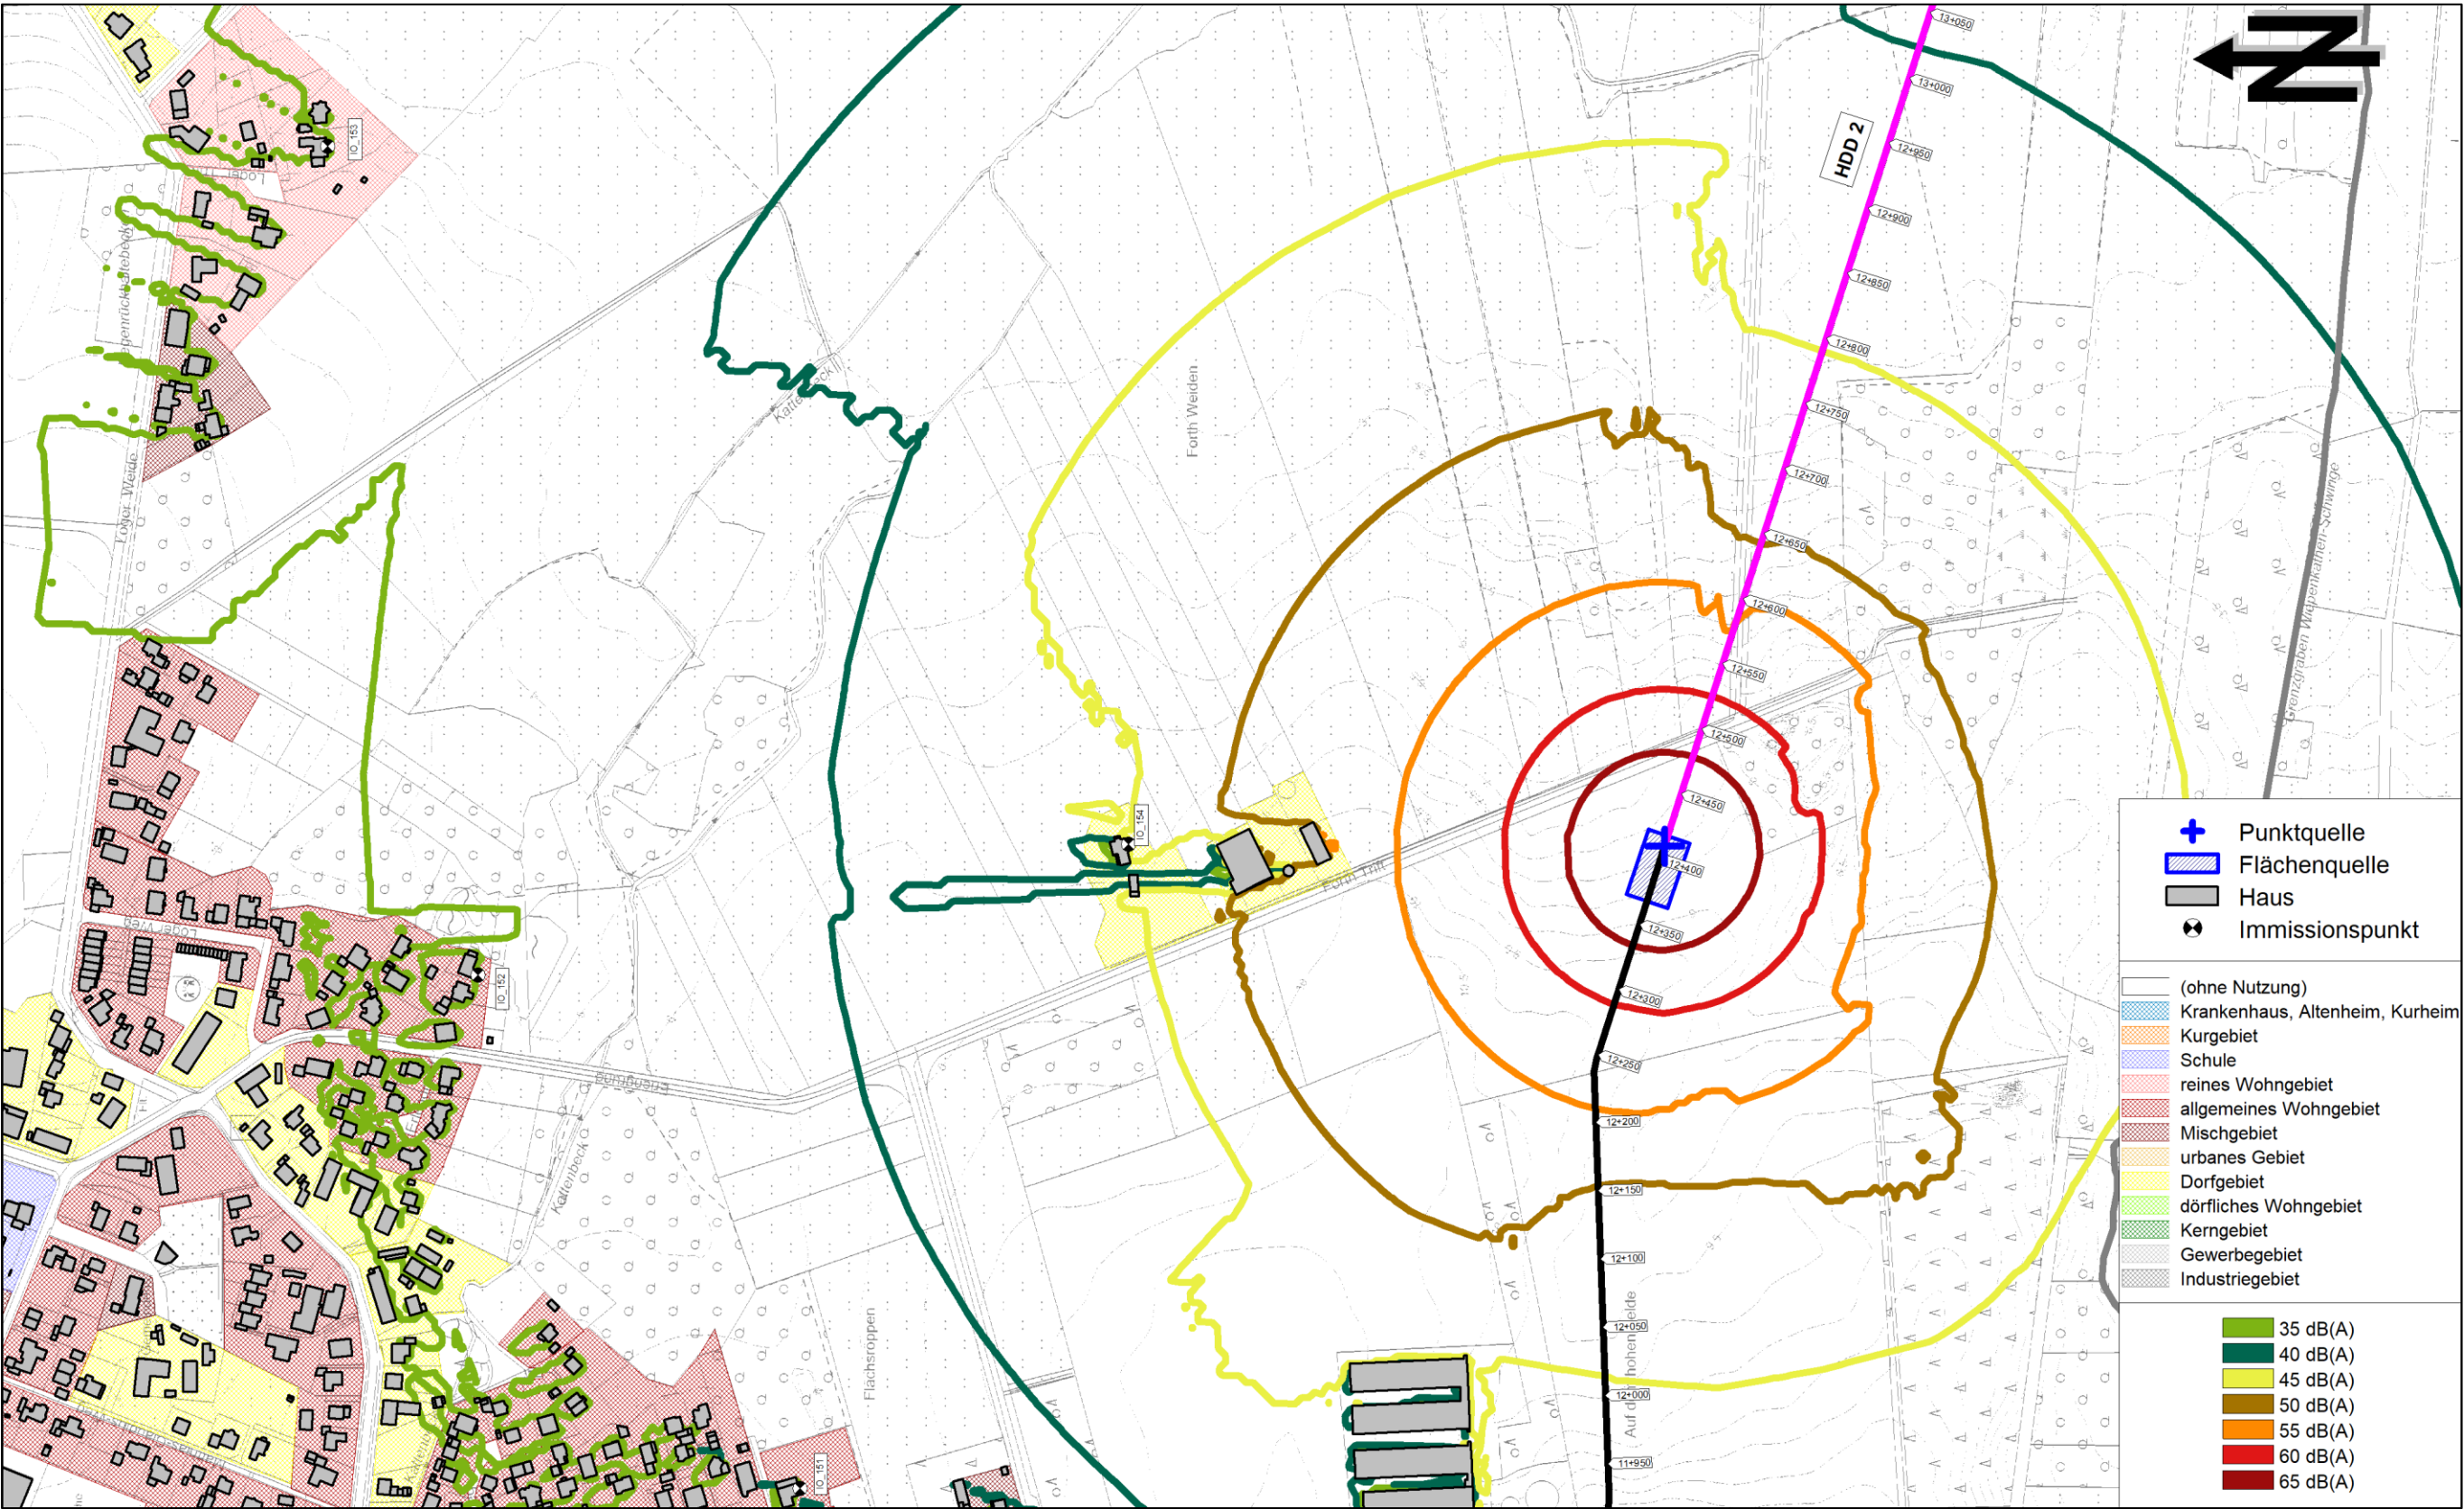 13+050
13+000
N
HDD 2
12+950
IO_153
12+900
12+850
12+800
Forth Weiden
12+750
12+700
Logor Weide
12+650
12+600
Grenzgraben Wiepenkathen-Schwinge
12+550
12+500
12+450
IO_154
12+400
Punktquelle
Flächenquelle
Haus
Immissionspunkt
Loger Weg
12+350
IO_152
12+300
12+250
12+200
12+150
Kattenbeck
12+100
12+050
Flachsroppen
12+000
11+950
IO_151
(ohne Nutzung)
Krankenhaus, Altenheim, Kurheim
Kurgebiet
Schule
reines Wohngebiet
allgemeines Wohngebiet
Mischgebiet
urbanes Gebiet
Dorfgebiet
dörfliches Wohngebiet
Kerngebiet
Gewerbegebiet
Industriegebiet
35 dB(A)
40 dB(A)
45 dB(A)
50 dB(A)
55 dB(A)
60 dB(A)
65 dB(A)